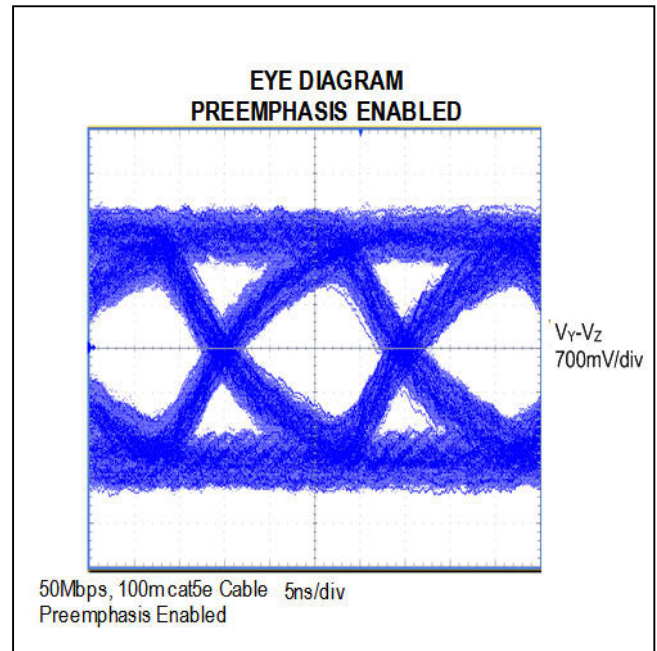 EYE DIAGRAM
PREEMPHASIS ENABLED
VY-VZ
700mV/div
50Mbps, 100m cat5e Cable 5ns/div
Preemphasis Enabled